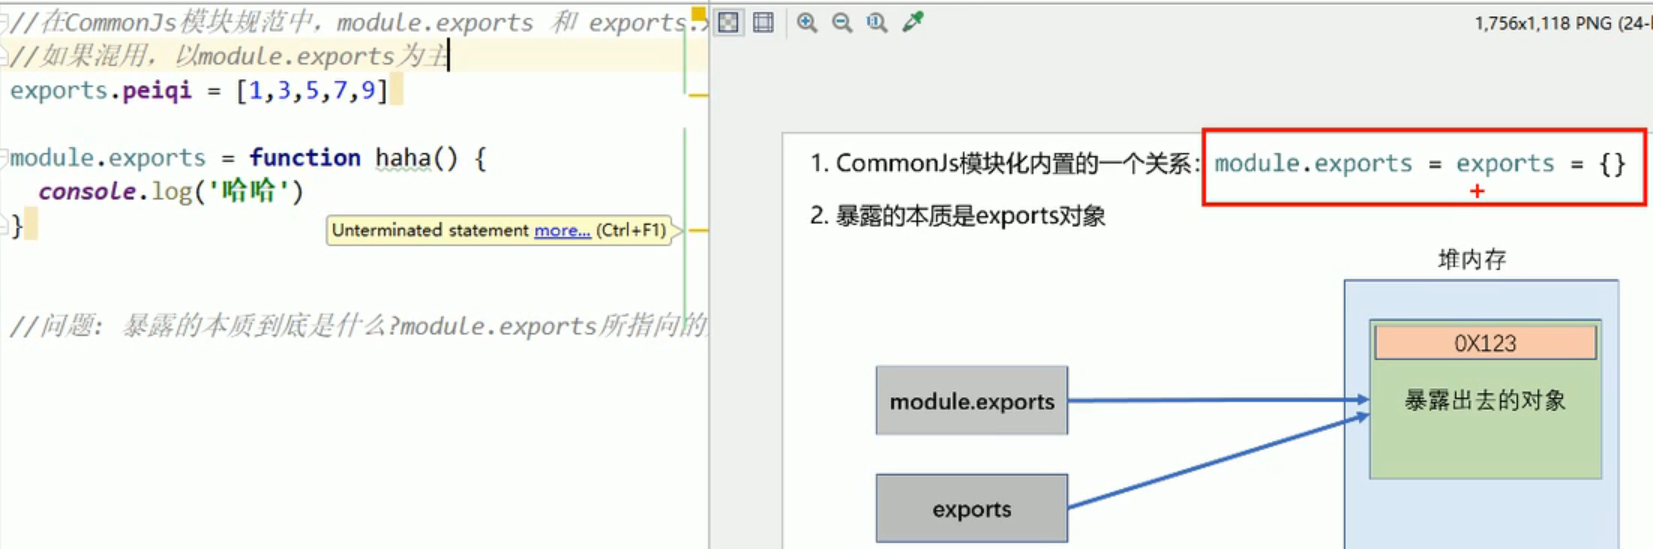 //在CommonJs模块规范中，module.exports 和 exports.
//如果混用，以module.exports为主
exports.peiqi = [1,3,5,7,9]
module.exports = function haha() {
console.log('哈哈')
}
Unterminated statement more... (Ctrl+F1)
//问题：暴露的本质到底是什么?module.exports所指向的
1,756x1,118 PNG (24-
1. CommonJs模块化内置的一个关系：module.exports = exports = {}
2. 暴露的本质是exports对象
堆内存
0X123
暴露出去的对象
module.exports
exports